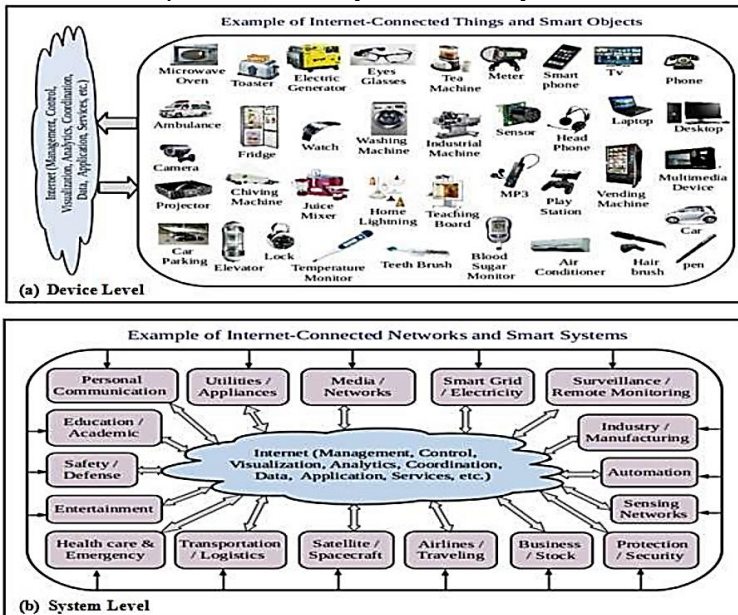 Example of Internet-Connected Things and Smart Objects
Internet (Management, Control,
Visualization, Analytics, Coordination,
Data, Application, Services, etc.)
Microwave
Oven
Toaster
Electric
Generator
Eyes
Glasses
Tea
Machine
Meter
Smart
phone
Tv
Phone
Ambulance
Fridge
Watch
Washing
Machine
Industrial
Machine
Sensor
Head
Phone
Laptop
Desktop
Camera
Projector
Chiving
Machine
Juice
Mixer
Home
Lightning
Teaching
Board
MP3
Play
Station
Vending
Machine
Multimedia
Device
Car
Car
Parking
Elevator
Lock
Temperature
Monitor
Teeth Brush
Blood
Sugar
Monitor
Air
Conditioner
Hair
brush
pen
(a) Device Level
Example of Internet-Connected Networks and Smart Systems
Personal
Communication
Utilities /
Appliances
Media /
Networks
Smart Grid
/ Electricity
Surveillance /
Remote Monitoring
Education /
Academic
Industry /
Manufacturing
Internet (Management, Control,
Visualization, Analytics, Coordination,
Data, Application, Services, etc.)
Safety /
Defense
Automation
Entertainment
Sensing
Networks
Health care &
Emergency
Transportation
/ Logistics
Satellite /
Spacecraft
Airlines /
Traveling
Business
/ Stock
Protection
/ Security
(b) System Level